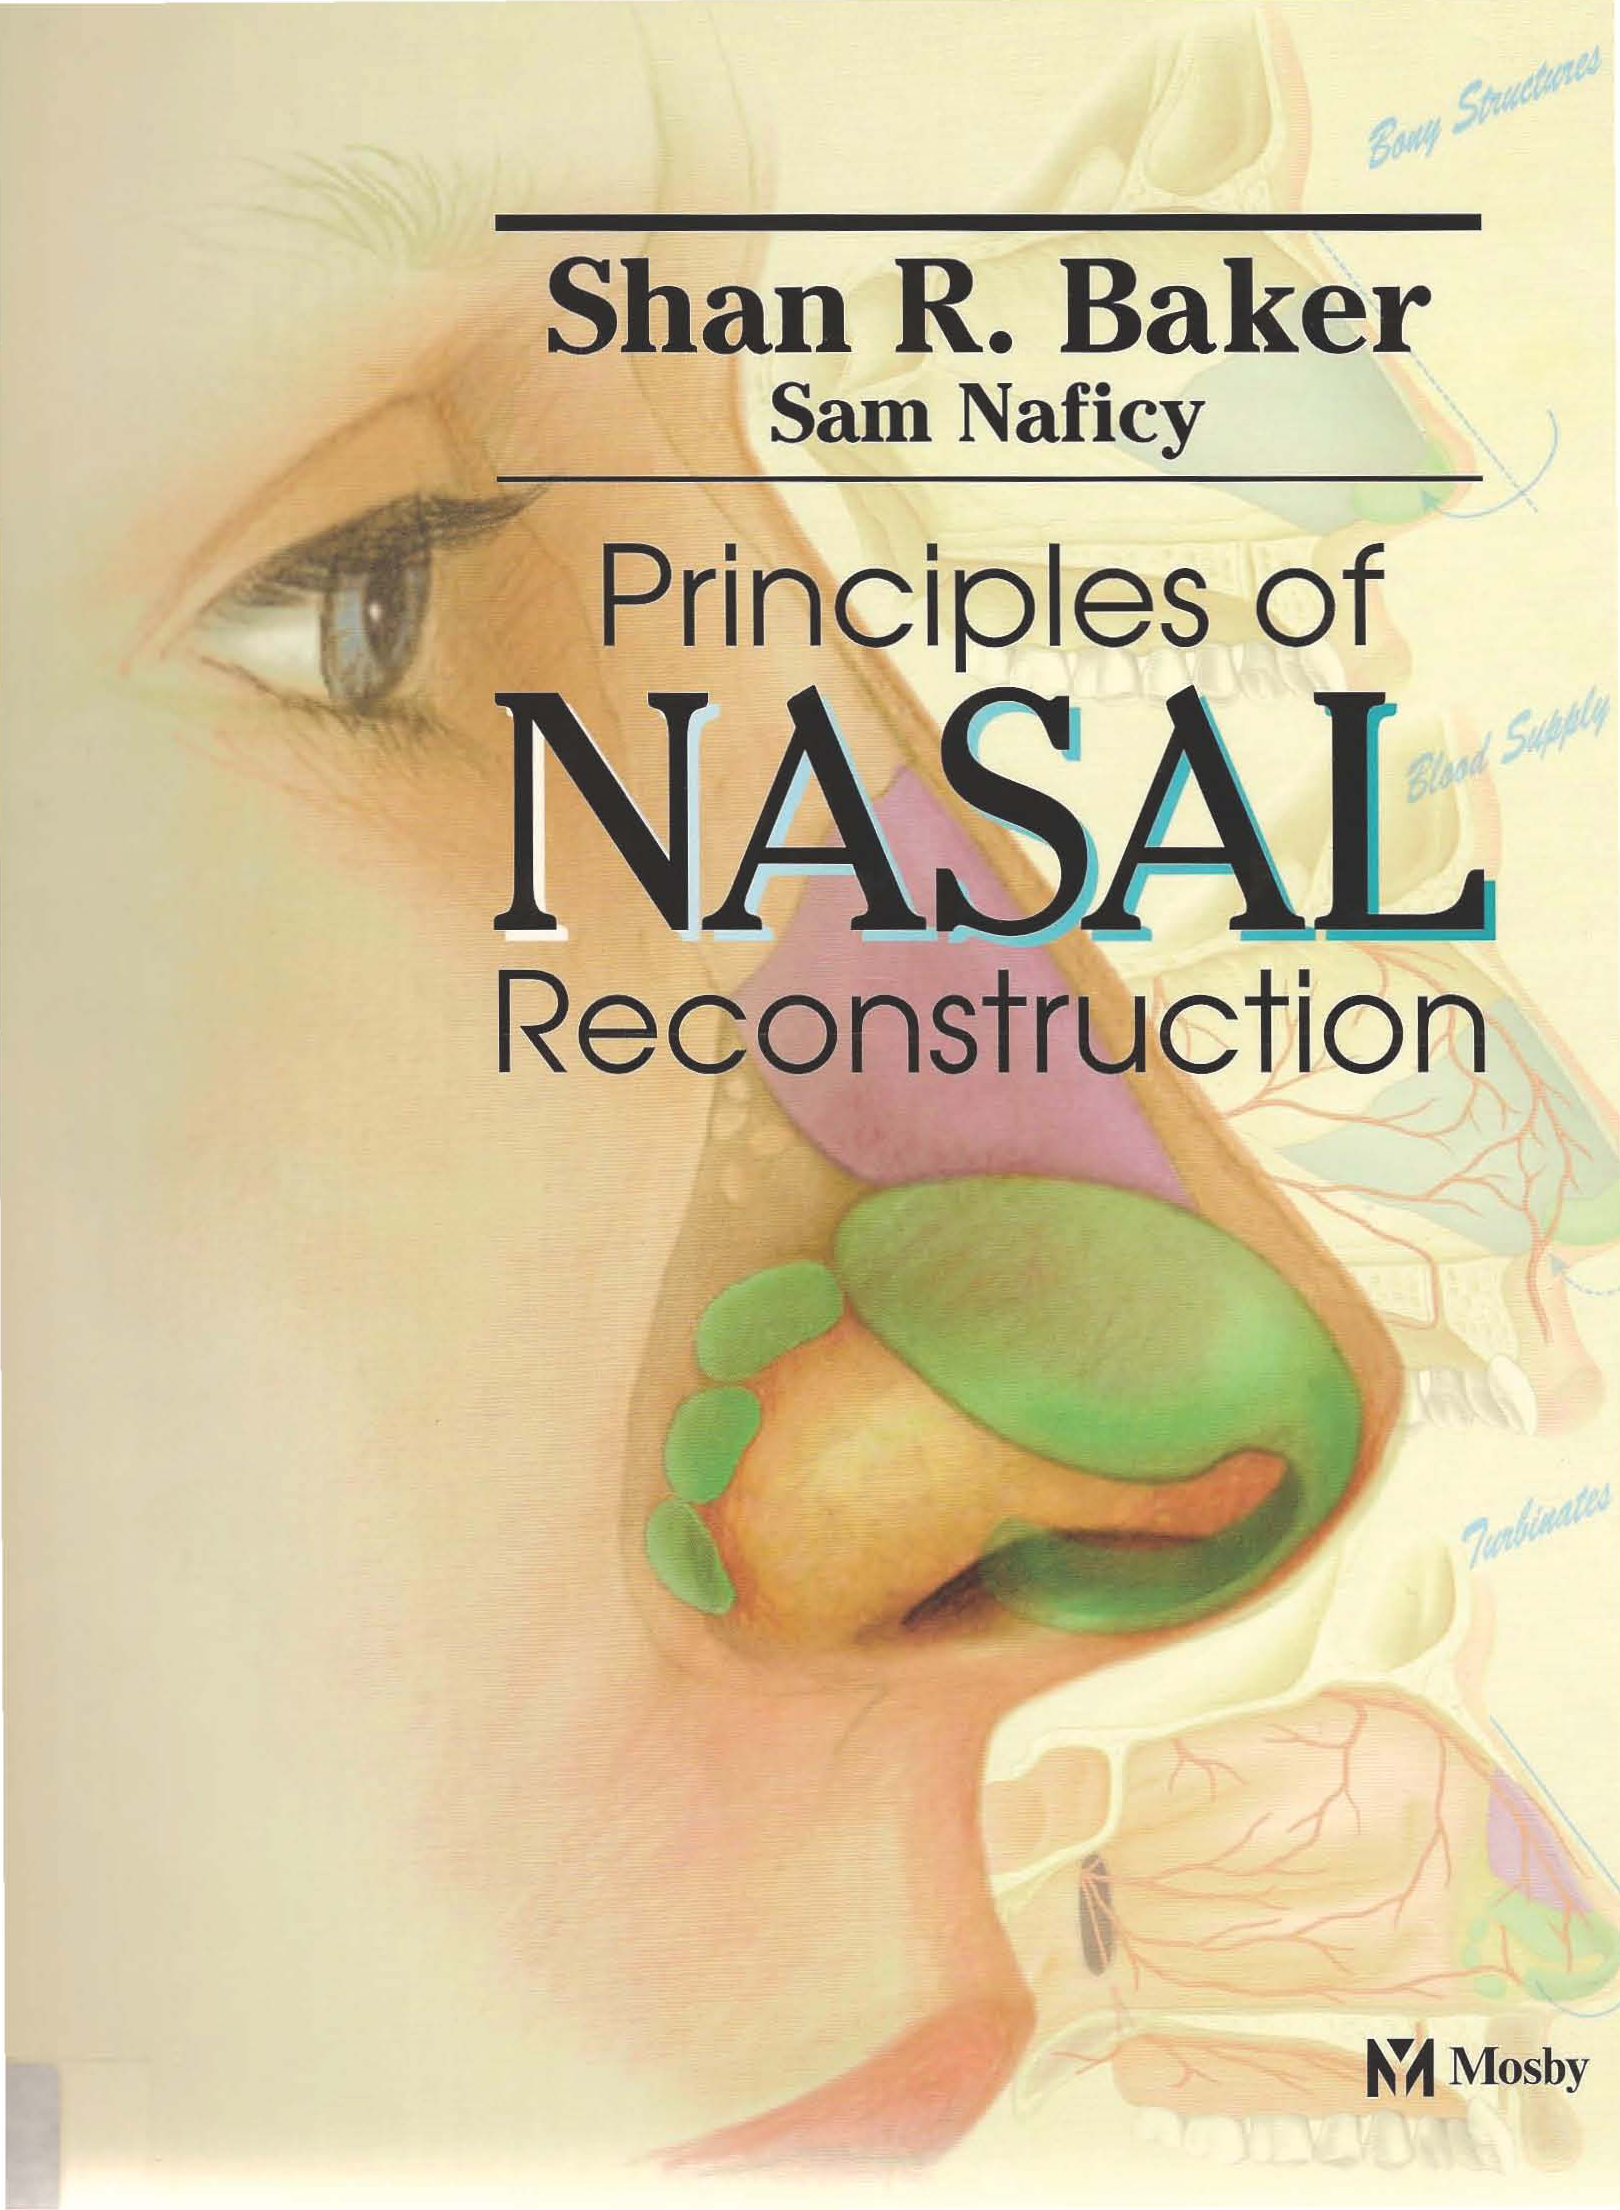 Bony Structures
Shan R. Baker
Sam Naficy
Principles of
NASAL
Blood Supply
Reconstruction
Turbinates
Mosby